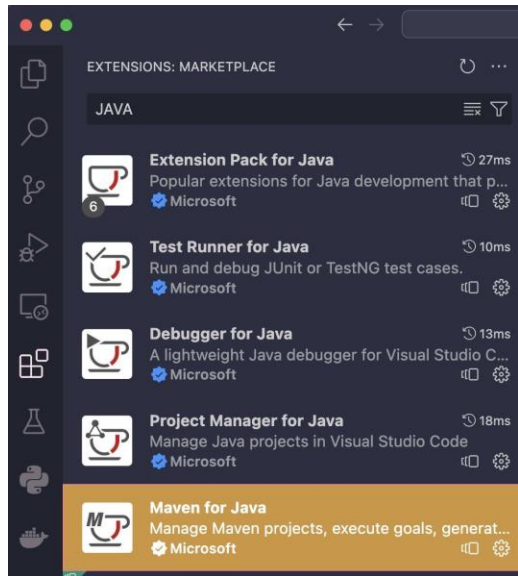 EXTENSIONS: MARKETPLACE
JAVA
Extension Pack for Java 27ms
Popular extensions for Java development that p...
6 Microsoft
Test Runner for Java 10ms
Run and debug JUnit or TestNG test cases.
Microsoft
Debugger for Java 13ms
A lightweight Java debugger for Visual Studio C...
Microsoft
Project Manager for Java 18ms
Manage Java projects in Visual Studio Code
Microsoft
M Maven for Java
Manage Maven projects, execute goals, generat...
Microsoft